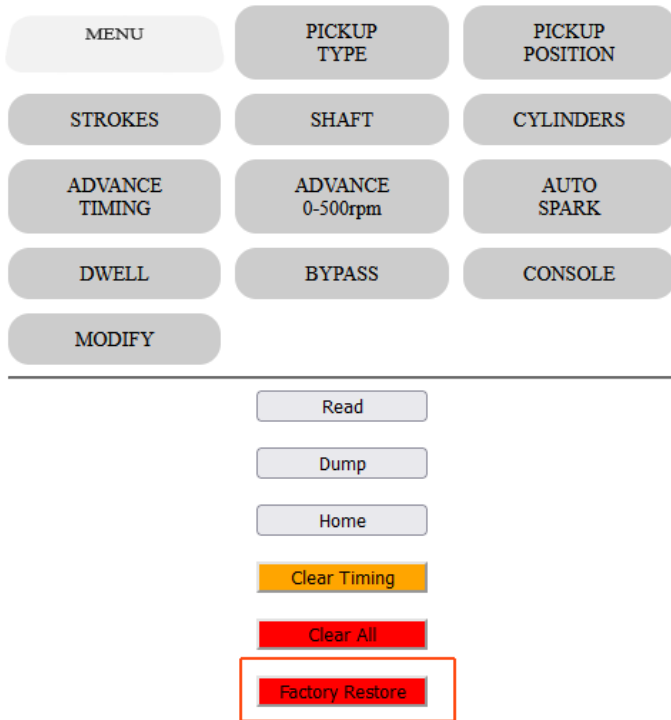 MENU
PICKUP
TYPE
PICKUP
POSITION
STROKES
SHAFT
CYLINDERS
ADVANCE
TIMING
ADVANCE
0-500rpm
AUTO
SPARK
DWELL
BYPASS
CONSOLE
MODIFY
Read
Dump
Home
Clear Timing
Clear All
Factory Restore